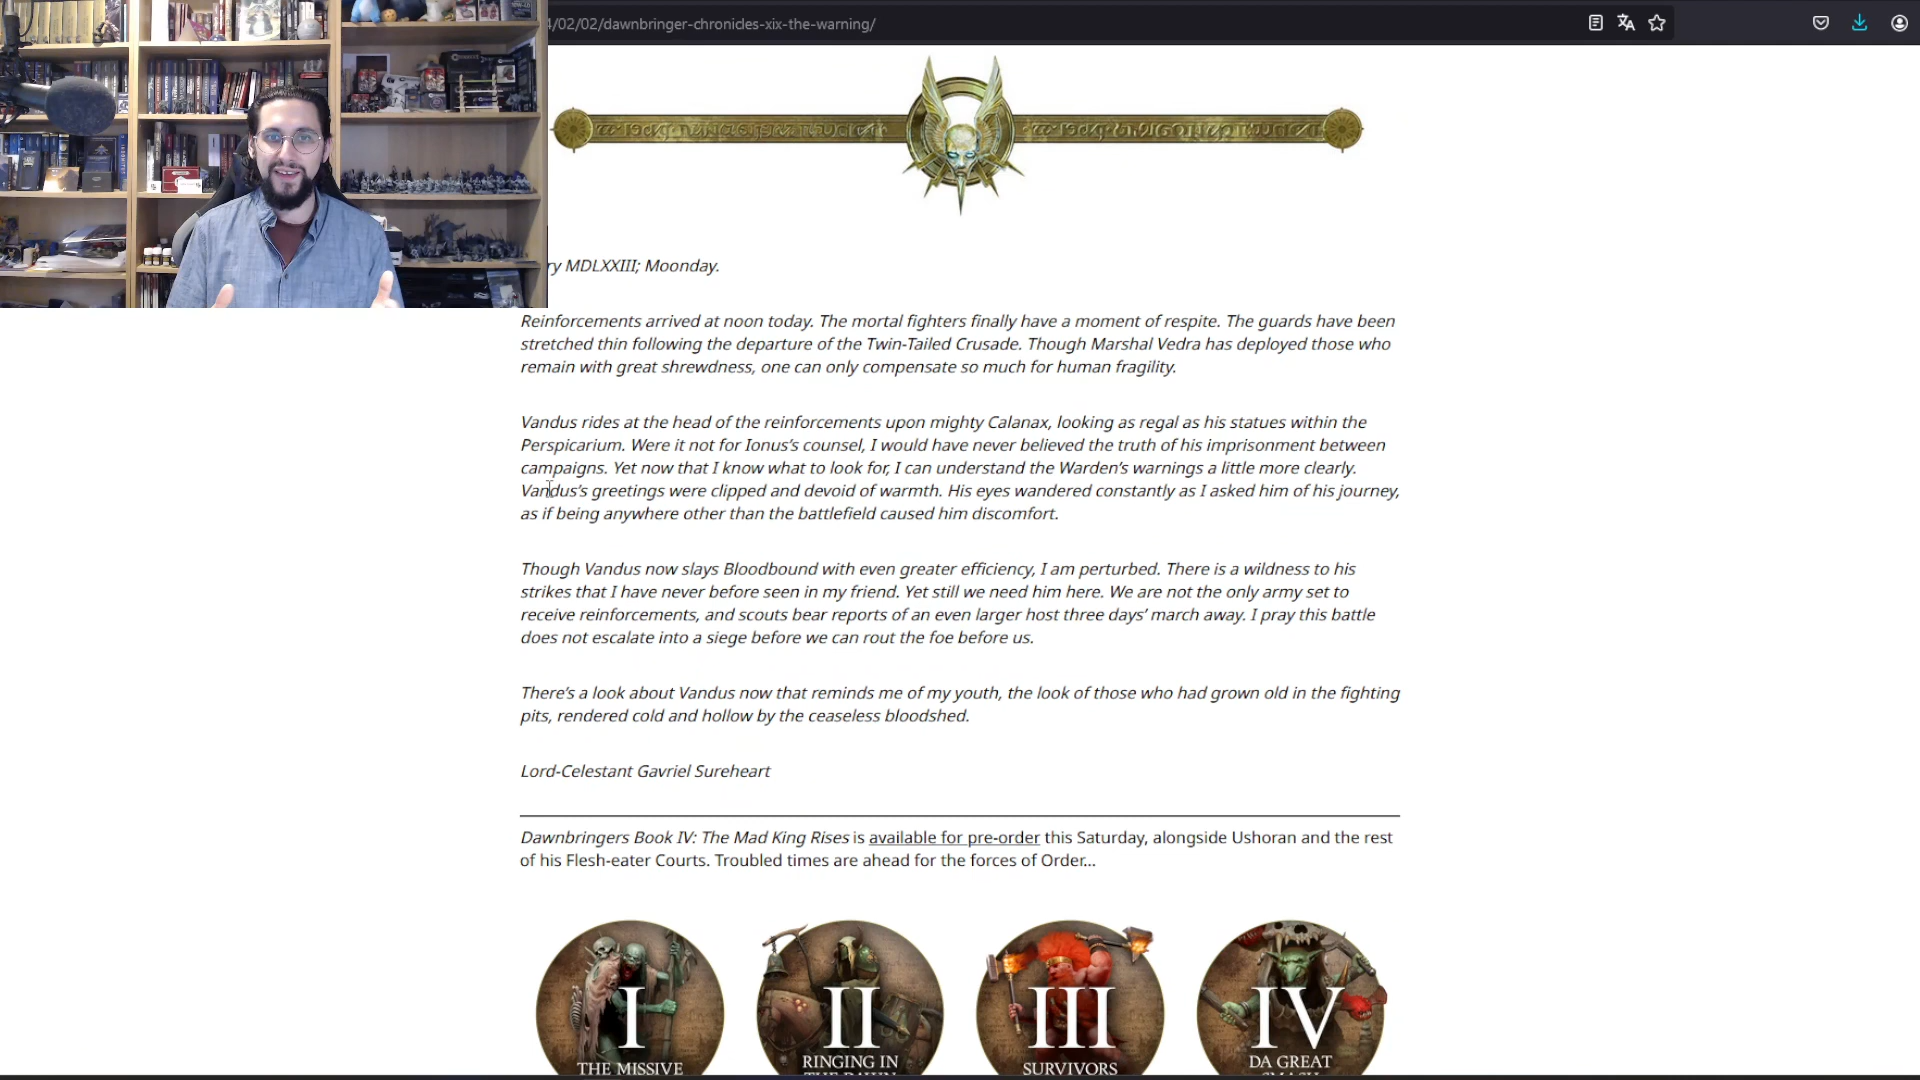 4/02/02/dawnbringer-chronicles-xix-the-warning/
ry MDLXXIII; Moonday.
Reinforcements arrived at noon today. The mortal fighters finally have a moment of respite. The guards have been
stretched thin following the departure of the Twin-Tailed Crusade. Though Marshal Vedra has deployed those who
remain with great shrewdness, one can only compensate so much for human fragility.
Vandus rides at the head of the reinforcements upon mighty Calanax, looking as regal as his statues within the
Perspicarium. Were it not for Ionus’s counsel, I would have never believed the truth of his imprisonment between
campaigns. Yet now that I know what to look for, I can understand the Warden’s warnings a little more clearly.
Vandus’s greetings were clipped and devoid of warmth. His eyes wandered constantly as I asked him of his journey,
as if being anywhere other than the battlefield caused him discomfort.
Though Vandus now slays Bloodbound with even greater efficiency, I am perturbed. There is a wildness to his
strikes that I have never before seen in my friend. Yet still we need him here. We are not the only army set to
receive reinforcements, and scouts bear reports of an even larger host three days’ march away. I pray this battle
does not escalate into a siege before we can rout the foe before us.
There’s a look about Vandus now that reminds me of my youth, the look of those who had grown old in the fighting
pits, rendered cold and hollow by the ceaseless bloodshed.
Lord-Celestant Gavriel Sureheart
Dawnbringers Book IV: The Mad King Rises is available for pre-order this Saturday, alongside Ushoran and the rest
of his Flesh-eater Courts. Troubled times are ahead for the forces of Order...
I
THE MISSIVE
II
RINGING IN
THE DAWN
III
SURVIVORS
IV
DA GREAT
SMASH